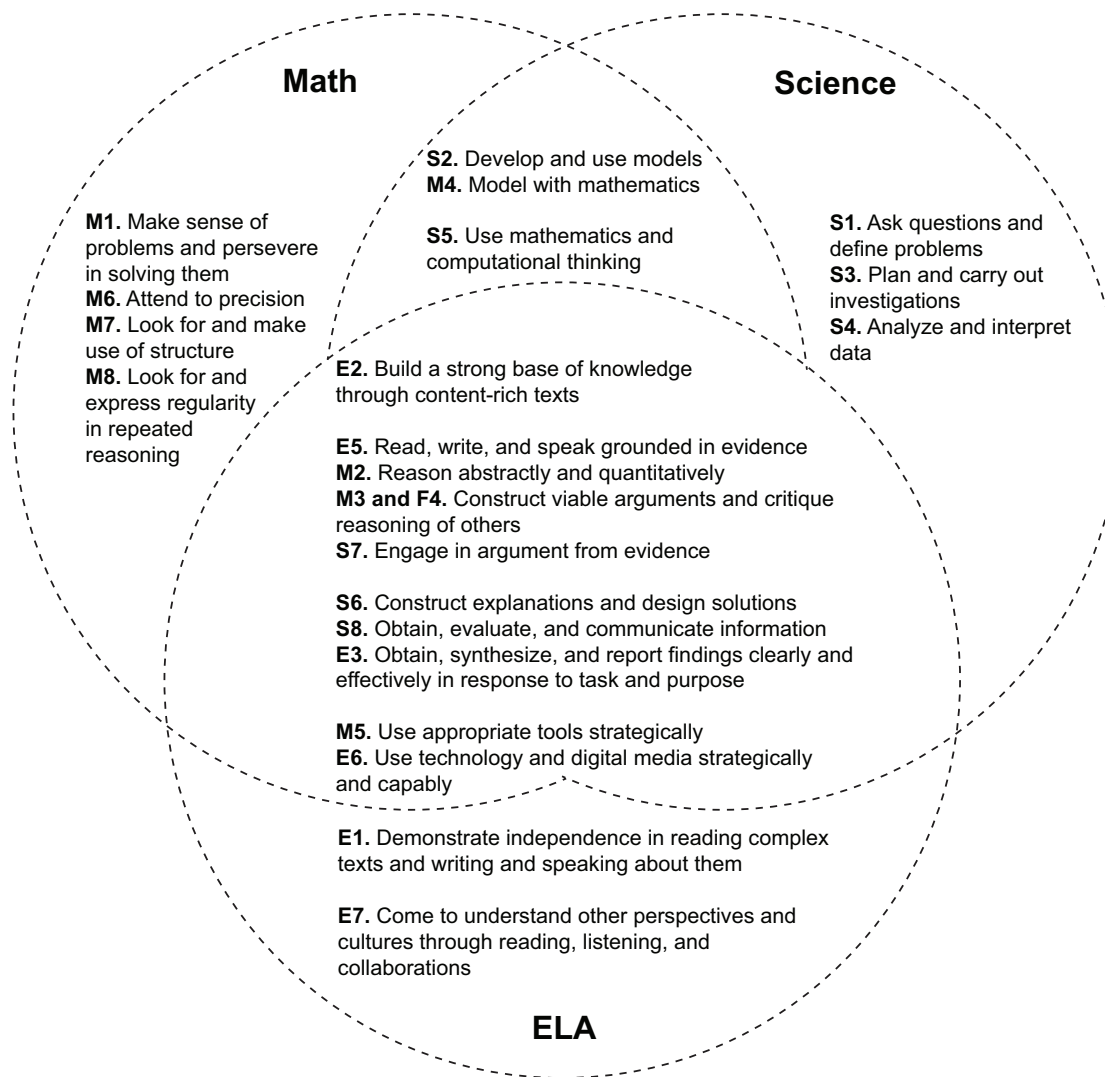 Math
Science
S2. Develop and use models
M4. Model with mathematics
S5. Use mathematics and
computational thinking
M1. Make sense of
problems and persevere
in solving them
M6. Attend to precision
M7. Look for and make
use of structure
M8. Look for and
express regularity
in repeated
reasoning
S1. Ask questions and
define problems
S3. Plan and carry out
investigations
S4. Analyze and interpret
data
E2. Build a strong base of knowledge
through content-rich texts
E5. Read, write, and speak grounded in evidence
M2. Reason abstractly and quantitatively
M3 and F4. Construct viable arguments and critique
reasoning of others
S7. Engage in argument from evidence
S6. Construct explanations and design solutions
S8. Obtain, evaluate, and communicate information
E3. Obtain, synthesize, and report findings clearly and
effectively in response to task and purpose
M5. Use appropriate tools strategically
E6. Use technology and digital media strategically
and capably
E1. Demonstrate independence in reading complex
texts and writing and speaking about them
E7. Come to understand other perspectives and
cultures through reading, listening, and
collaborations
ELA